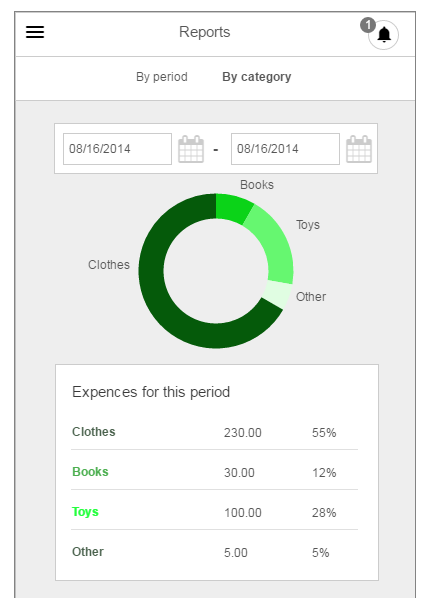 Reports
1
By period By category
08/16/2014 - 08/16/2014
Books
Toys
Clothes
Other
Expences for this period
Clothes 230.00 55%
Books 30.00 12%
Toys 100.00 28%
Other 5.00 5%